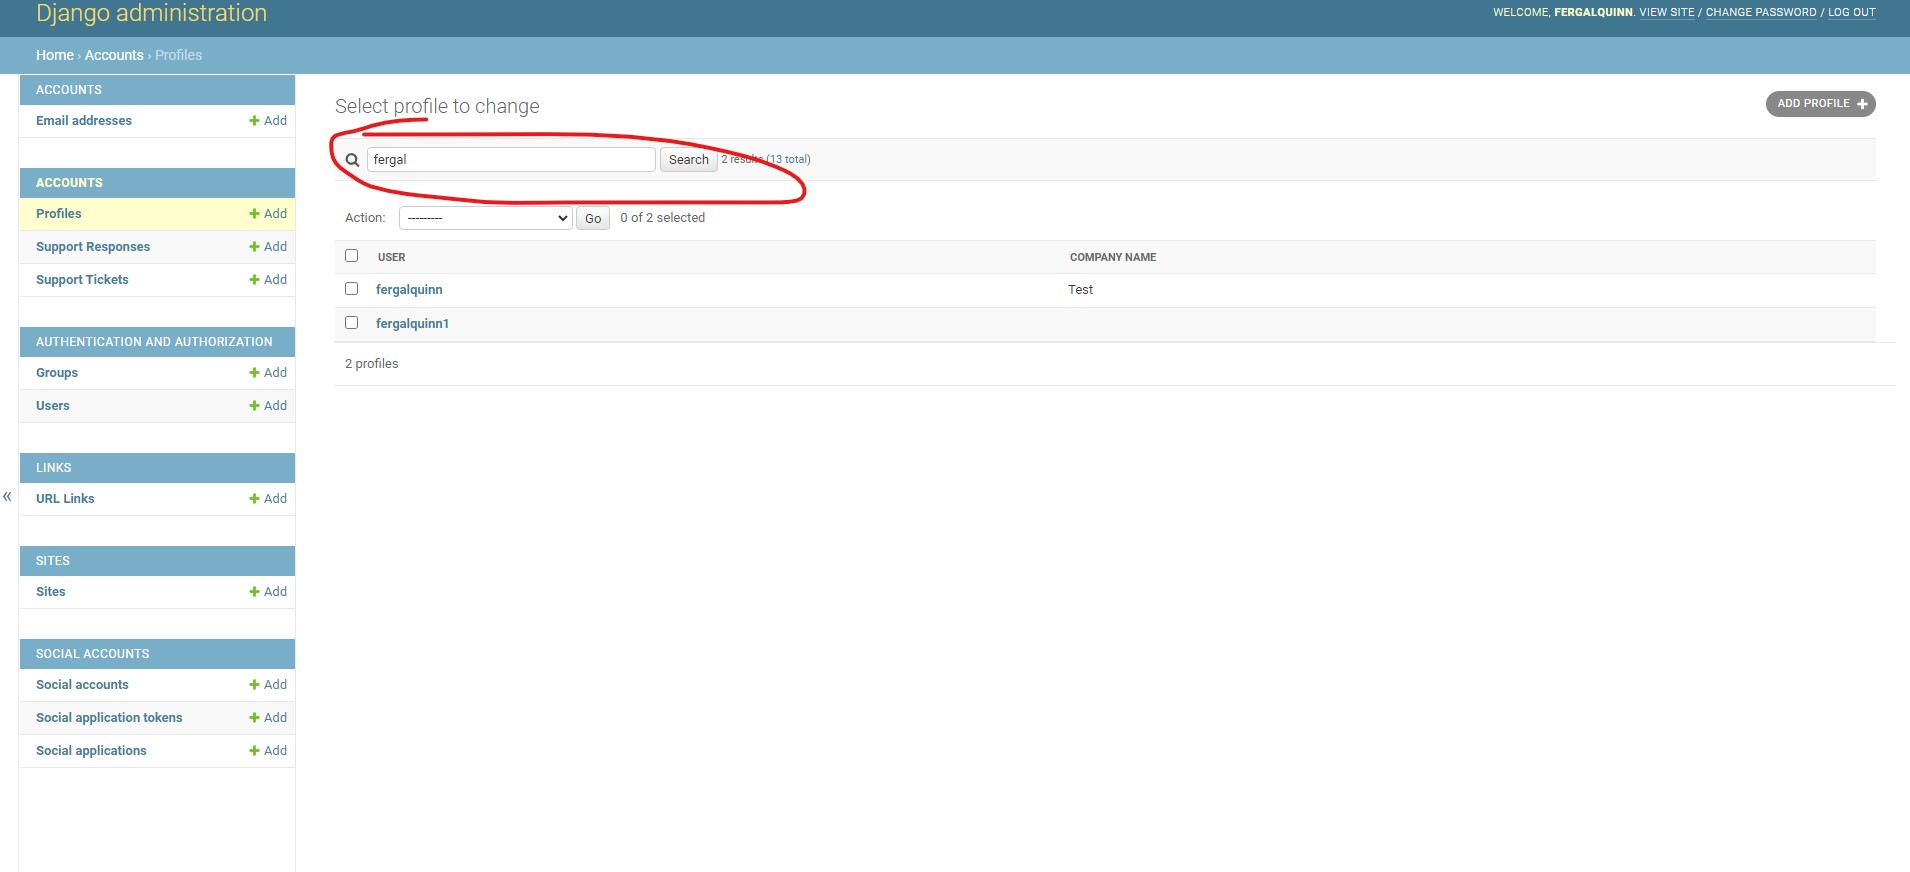 Django administration
WELCOME, FERGALQUINN. VIEW SITE / CHANGE PASSWORD / LOG OUT
Home › Accounts › Profiles
ACCOUNTS
Email addresses + Add
ACCOUNTS
Profiles + Add
Support Responses + Add
Support Tickets + Add
AUTHENTICATION AND AUTHORIZATION
Groups + Add
Users + Add
LINKS
URL Links + Add
SITES
Sites + Add
SOCIAL ACCOUNTS
Social accounts + Add
Social application tokens + Add
Social applications + Add
«
Select profile to change
ADD PROFILE +
fergal Search 2 results (13 total)
Action: --------- Go 0 of 2 selected
USER COMPANY NAME
fergalquinn Test
fergalquinn1
2 profiles